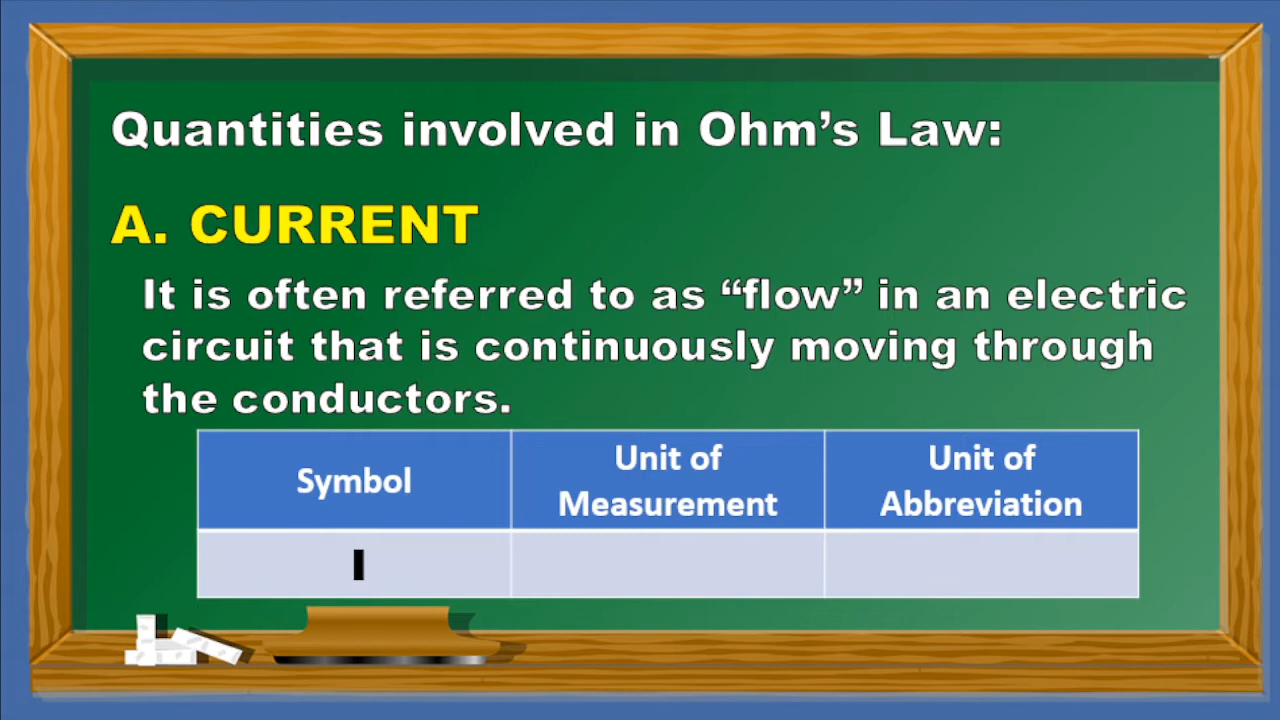 Quantities involved in Ohm’s Law:
A. CURRENT
It is often referred to as “flow” in an electric
circuit that is continuously moving through
the conductors.
Symbol
Unit of
Measurement
Unit of
Abbreviation
I